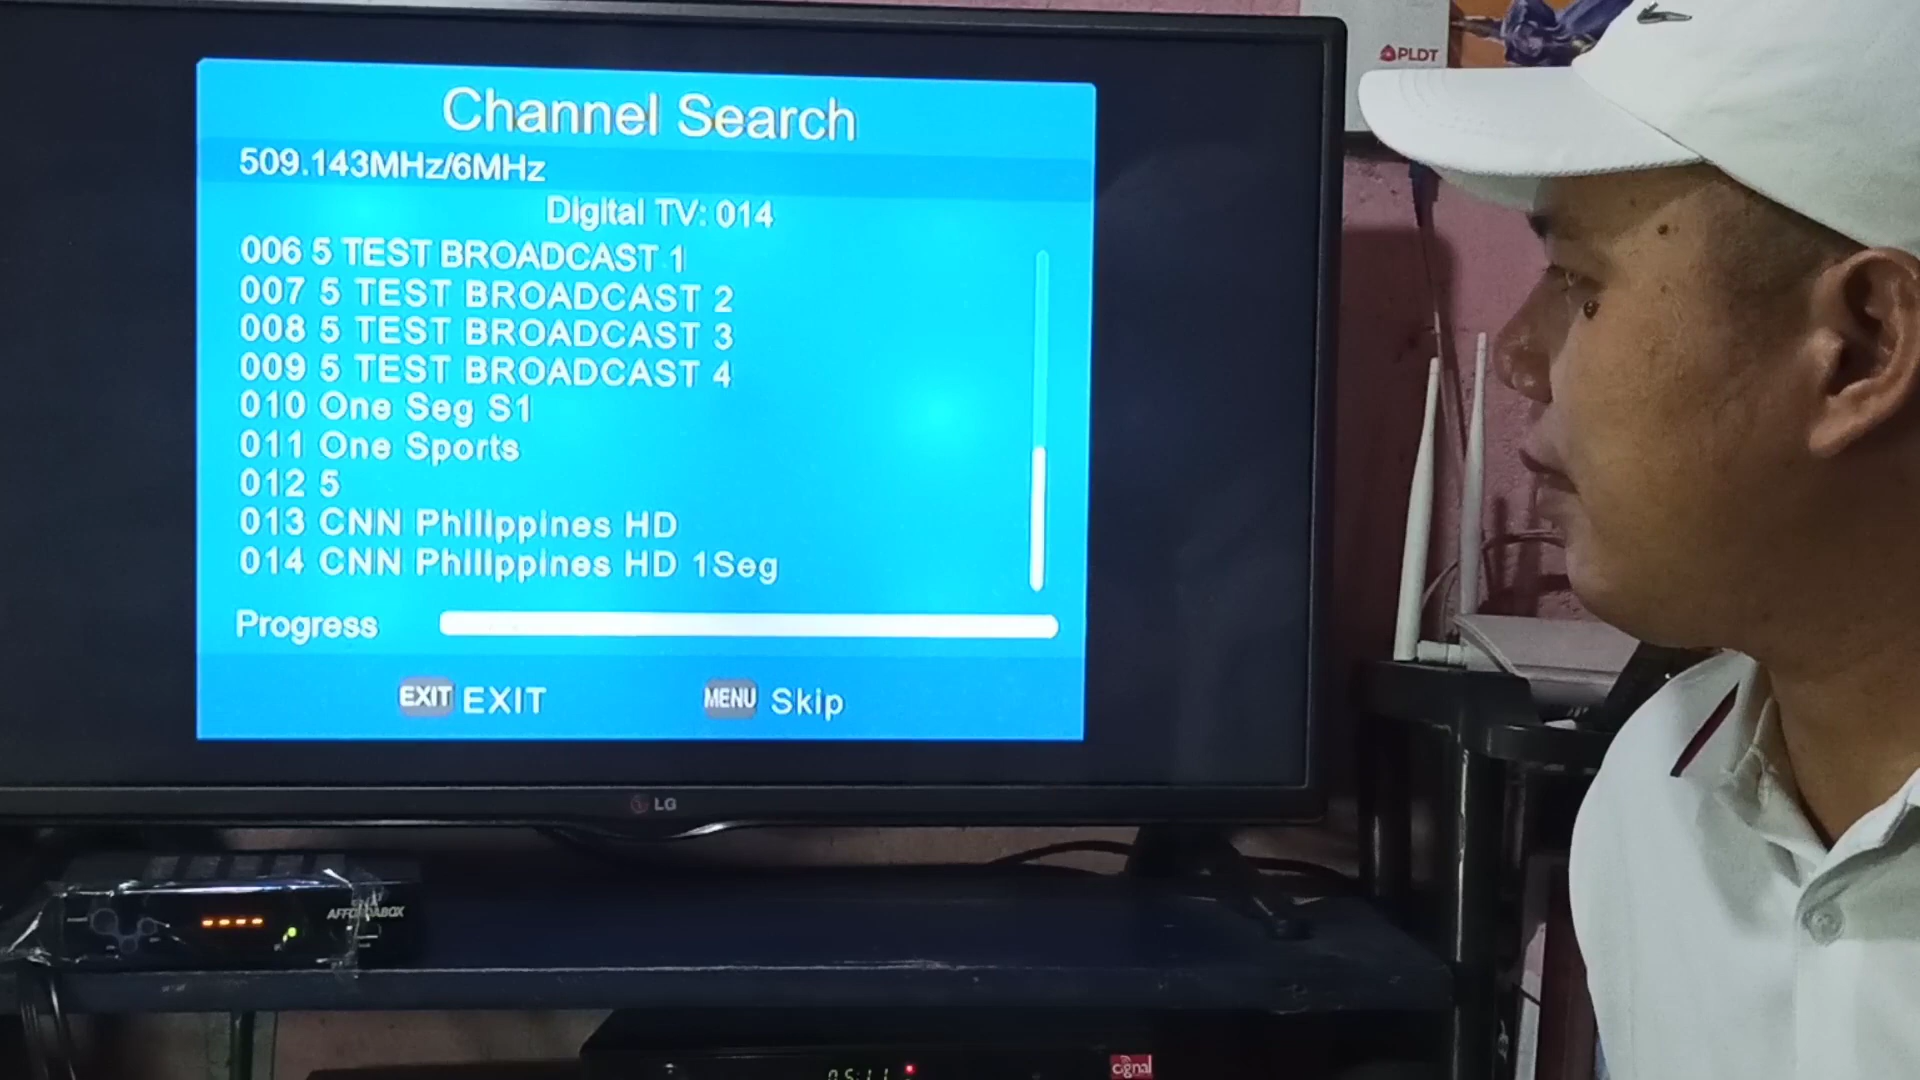 Channel Search
509.143MHz/6MHz
Digital TV: 014
006 5 TEST BROADCAST 1
007 5 TEST BROADCAST 2
008 5 TEST BROADCAST 3
009 5 TEST BROADCAST 4
010 One Seg S1
011 One Sports
012 5
013 CNN Philippines HD
014 CNN Philippines HD 1Seg
Progress
EXIT EXIT
MENU Skip
PLDT
LG
AFFORDABOX
cignal